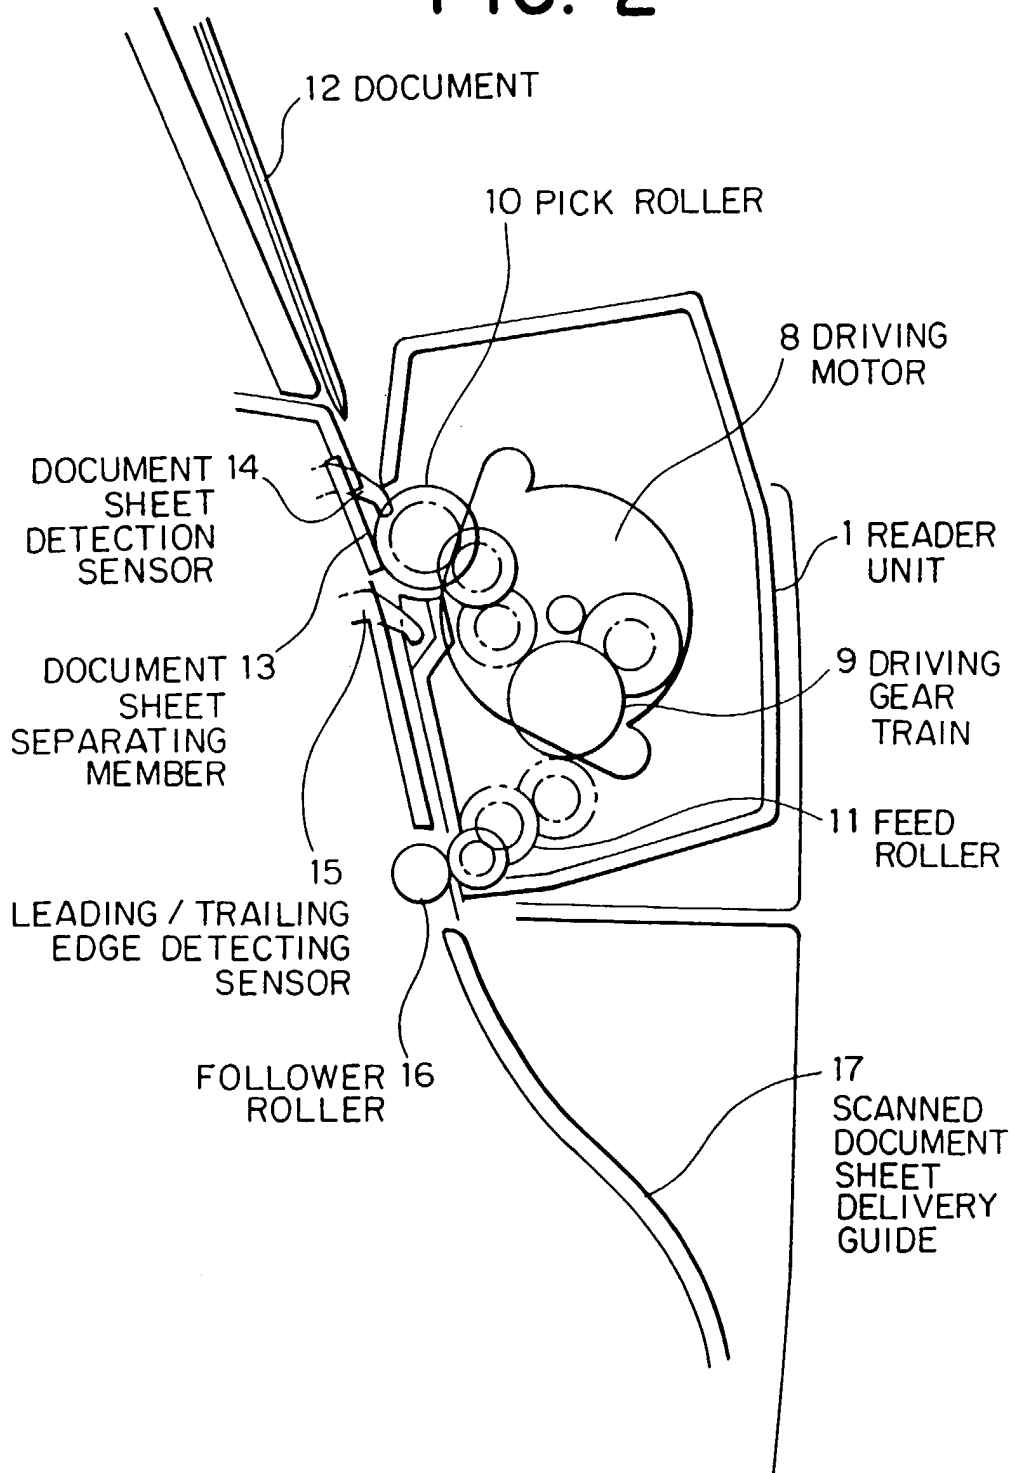 FIG. 2
12 DOCUMENT
10 PICK ROLLER
8 DRIVING
MOTOR
DOCUMENT 14
SHEET
DETECTION
SENSOR
1 READER
UNIT
DOCUMENT 13
SHEET
SEPARATING
MEMBER
9 DRIVING
GEAR
TRAIN
11 FEED
ROLLER
15
LEADING / TRAILING
EDGE DETECTING
SENSOR
FOLLOWER 16
ROLLER
17
SCANNED
DOCUMENT
SHEET
DELIVERY
GUIDE